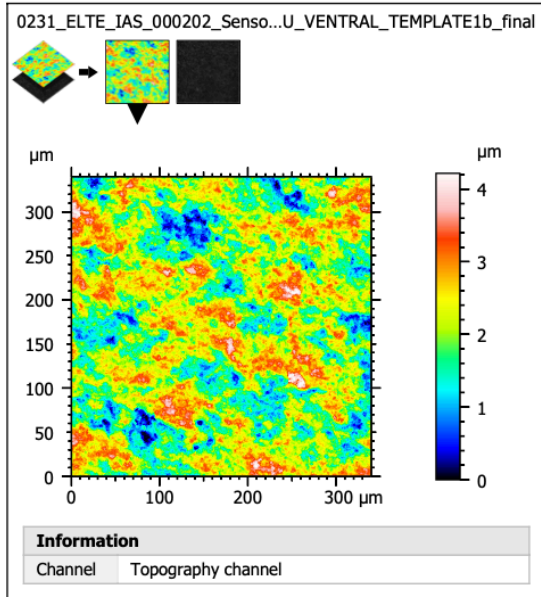 0231_ELTE_IAS_000202_Senso...U_VENTRAL_TEMPLATE1b_final
µm
µm
300
250
200
150
100
50
0
0 100 200 300 µm
4
3
2
1
0
Information
Channel Topography channel